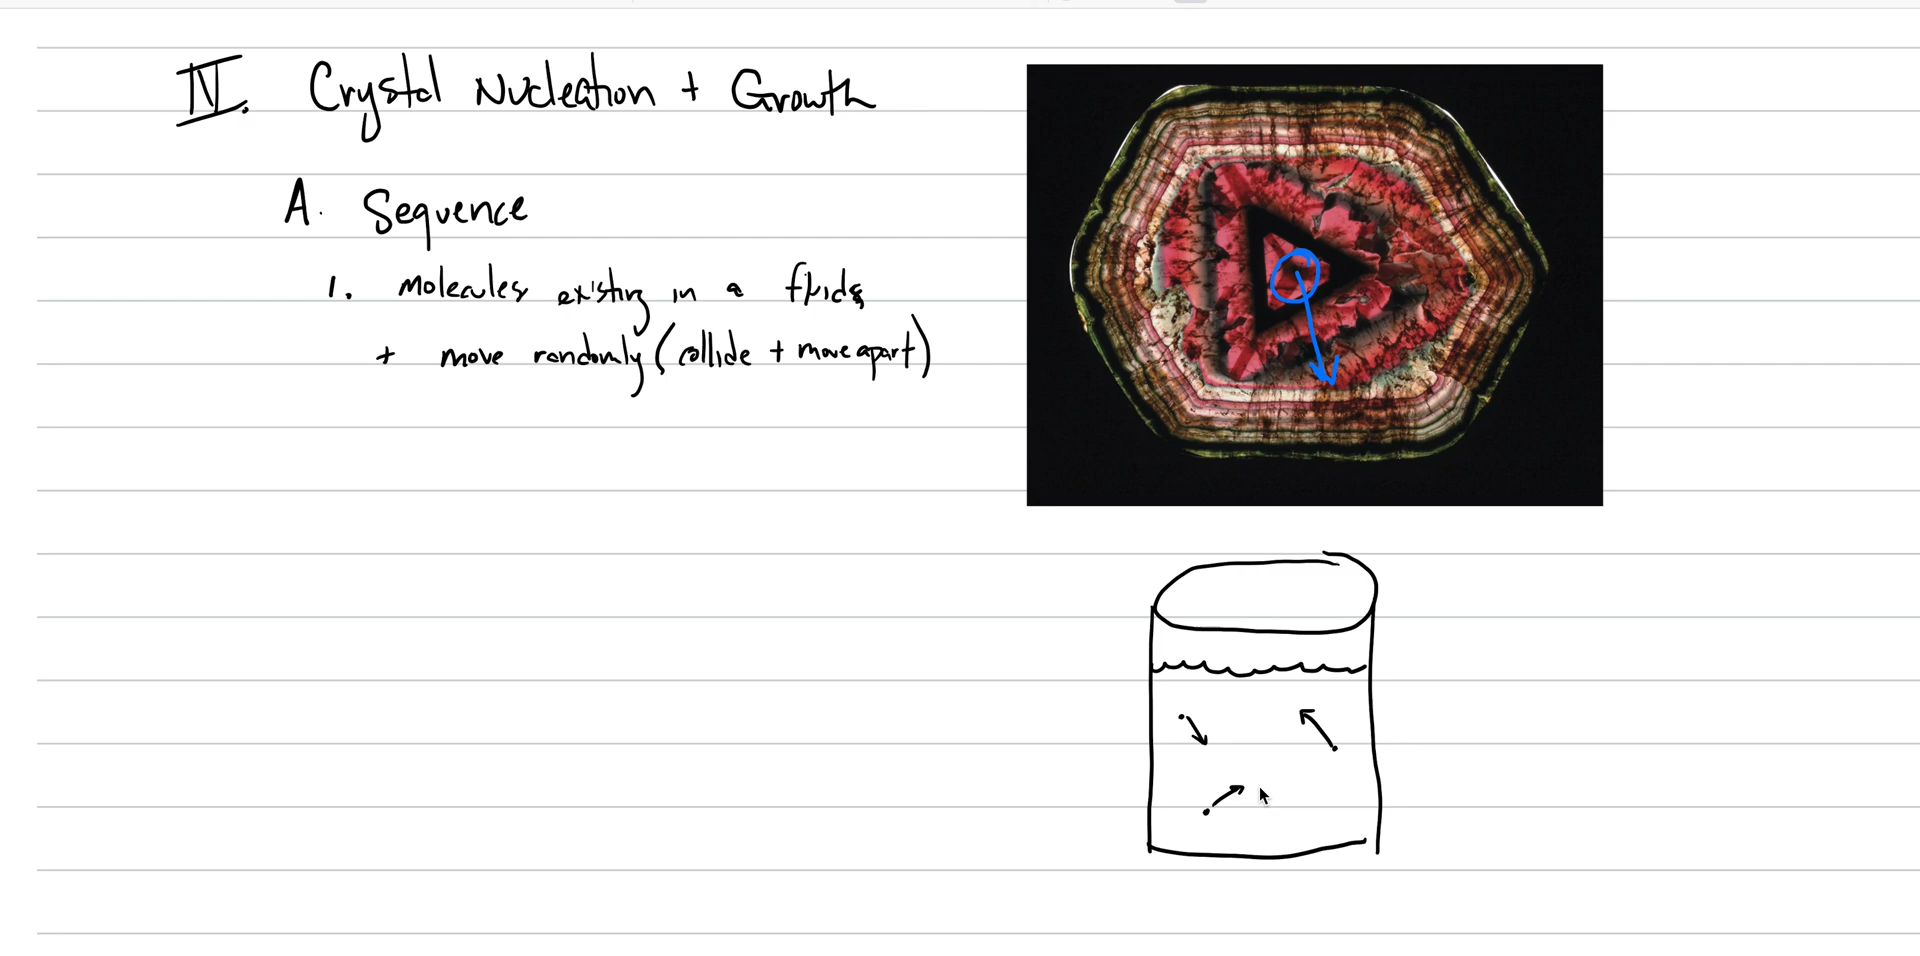 IV. Crystal Nucleation + Growth
A. Sequence
1. molecules existing in a fluids
+ move randomly (collide + move apart)